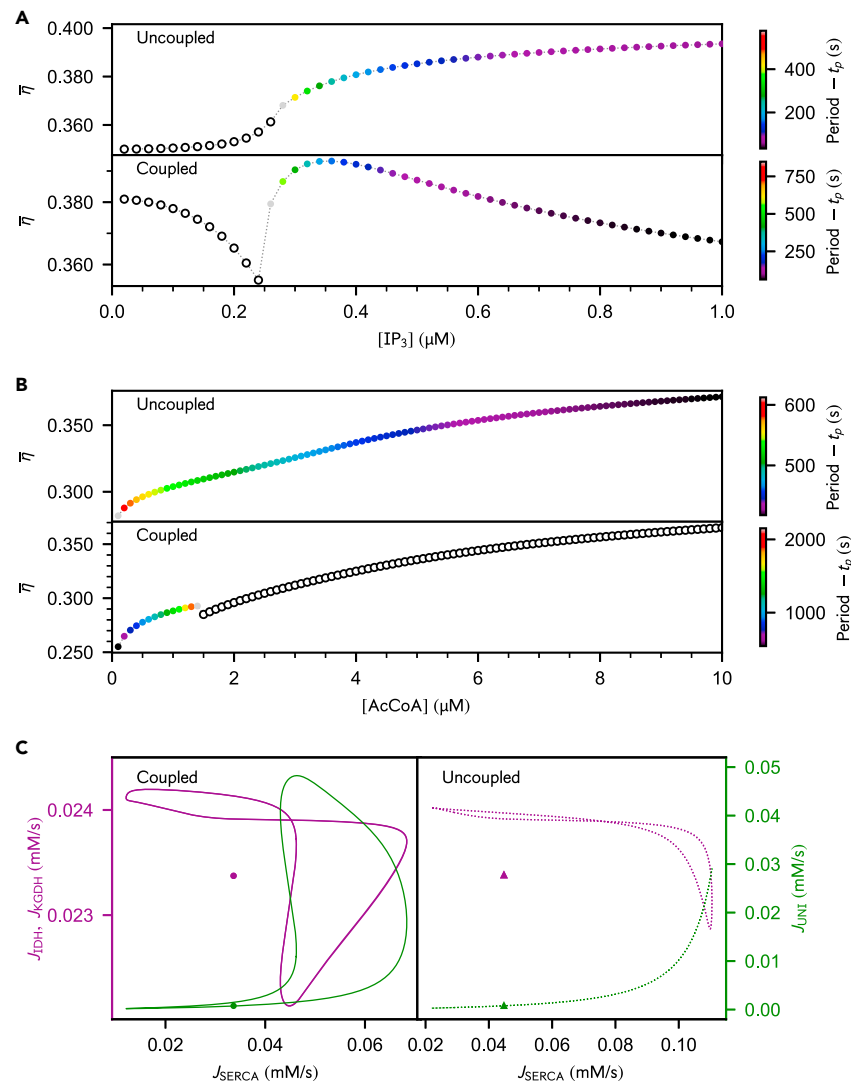 A
Uncoupled
0.400
0.380
0.360
η̅
400
200
Period – tₚ (s)
Coupled
0.380
0.360
η̅
750
500
250
Period – tₚ (s)
0.0 0.2 0.4 0.6 0.8 1.0
[IP₃] (µM)
B
Uncoupled
0.350
0.300
η̅
600
500
Period – tₚ (s)
Coupled
0.350
0.300
0.250
η̅
2000
1000
Period – tₚ (s)
0 2 4 6 8 10
[AcCoA] (µM)
C
Coupled
Uncoupled
0.024
0.023
J_IDH, J_KGDH (mM/s)
0.05
0.04
0.03
0.02
0.01
0.00
J_UNI (mM/s)
0.02 0.04 0.06
0.02 0.04 0.06 0.08 0.10
J_SERCA (mM/s)
J_SERCA (mM/s)